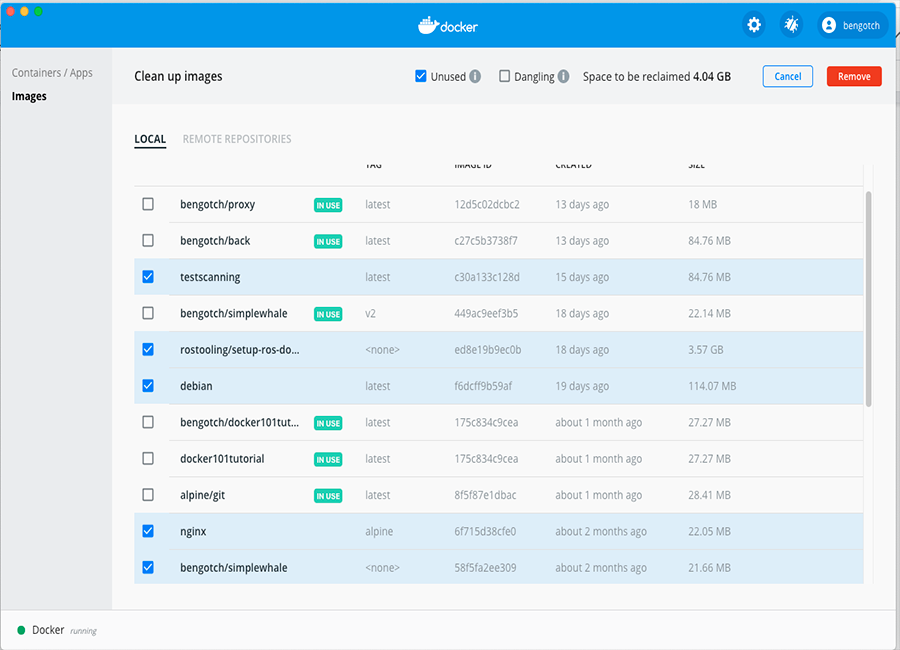 docker
bengotch
Containers / Apps
Images
Clean up images
Unused
Dangling
Space to be reclaimed 4.04 GB
Cancel
Remove
LOCAL
REMOTE REPOSITORIES
TAG IMAGE ID CREATED SIZE
bengotch/proxy IN USE latest 12d5c02dcbc2 13 days ago 18 MB
bengotch/back IN USE latest c27c5b3738f7 13 days ago 84.76 MB
testscanning latest c30a133c128d 15 days ago 84.76 MB
bengotch/simplewhale IN USE v2 449ac9eef3b5 18 days ago 22.14 MB
rostooling/setup-ros-do... <none> ed8e19b9ec0b 18 days ago 3.57 GB
debian latest f6dcff9b59af 19 days ago 114.07 MB
bengotch/docker101tut... IN USE latest 175c834c9cea about 1 month ago 27.27 MB
docker101tutorial IN USE latest 175c834c9cea about 1 month ago 27.27 MB
alpine/git IN USE latest 8f5f87e1dbac about 1 month ago 28.41 MB
nginx alpine 6f715d38cfe0 about 2 months ago 22.05 MB
bengotch/simplewhale <none> 58f5fa2ee309 about 2 months ago 21.66 MB
Docker running